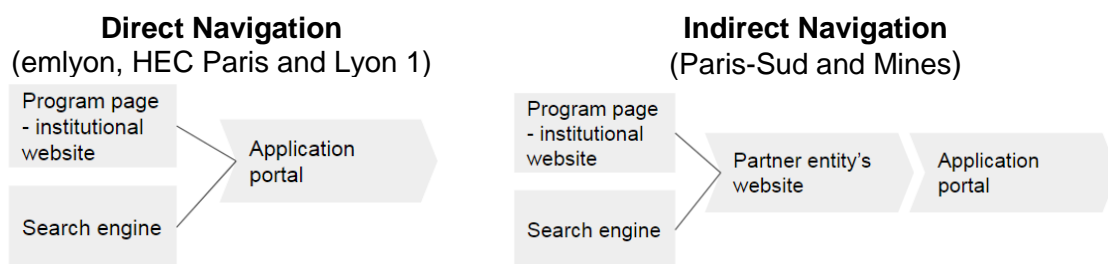 Direct Navigation
(emlyon, HEC Paris and Lyon 1)
Program page
- institutional
website
Application
portal
Search engine
Indirect Navigation
(Paris-Sud and Mines)
Program page
- institutional
website
Partner entity's
website
Application
portal
Search engine